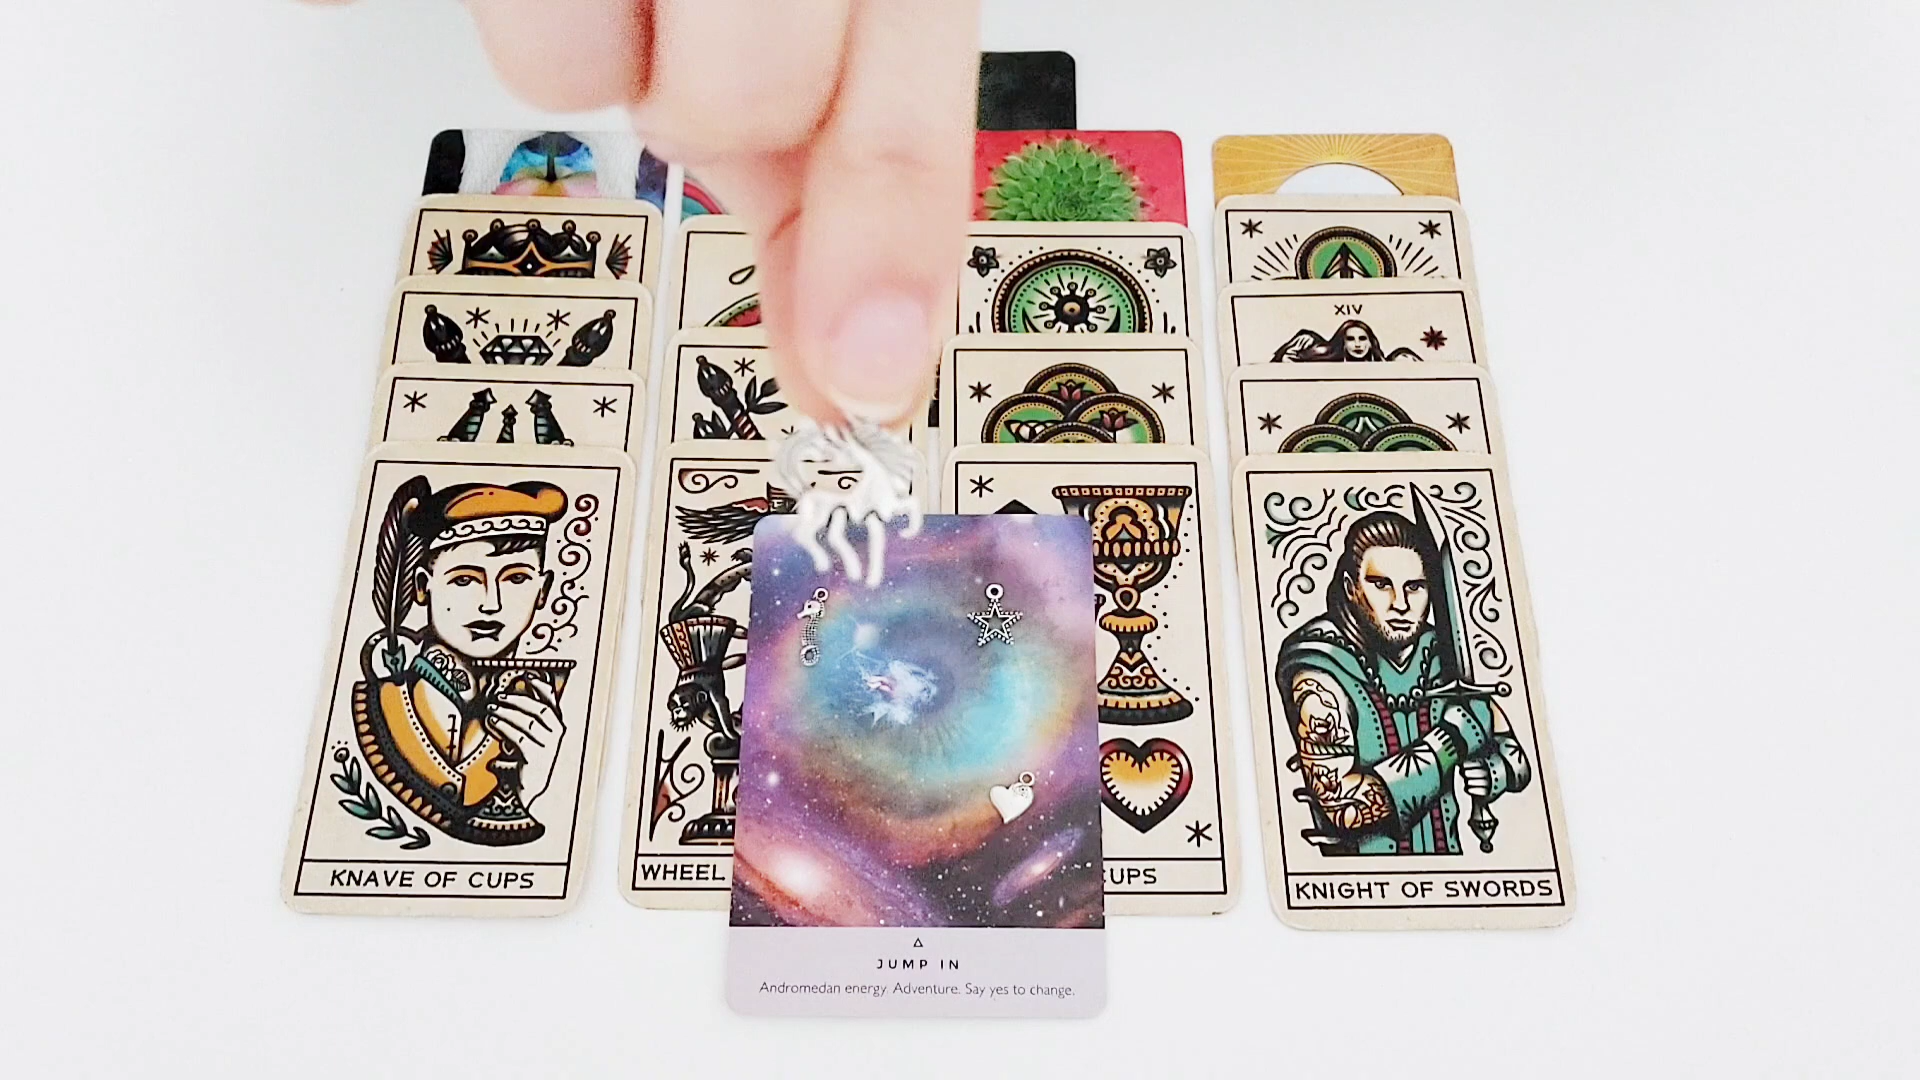 XIV
KNAVE OF CUPS
WHEEL
CUPS
KNIGHT OF SWORDS
JUMP IN
Andromedan energy. Adventure. Say yes to change.